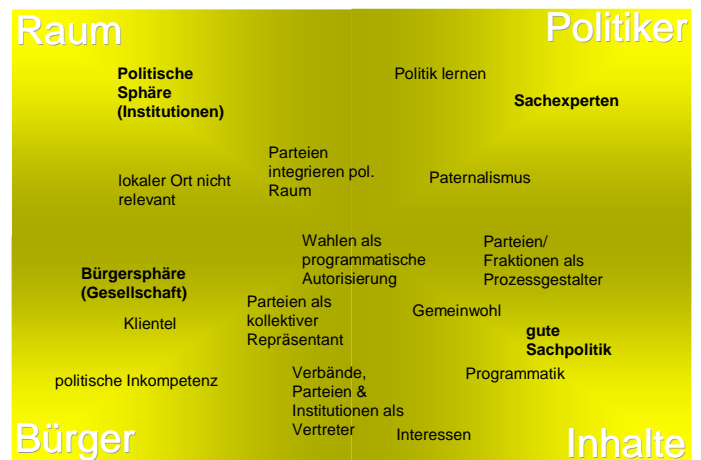 Raum
Politiker
Politische
Sphäre
(Institutionen)
Politik lernen
Sachexperten
Parteien
integrieren pol.
Raum
lokaler Ort nicht
relevant
Paternalismus
Wahlen als
programmatische
Autorisierung
Parteien/
Fraktionen als
Prozessgestalter
Bürgersphäre
(Gesellschaft)
Klientel
Parteien als
kollektiver
Repräsentant
Gemeinwohl
gute
Sachpolitik
politische Inkompetenz
Verbände,
Parteien &
Institutionen als
Vertreter
Programmatik
Interessen
Bürger
Inhalte